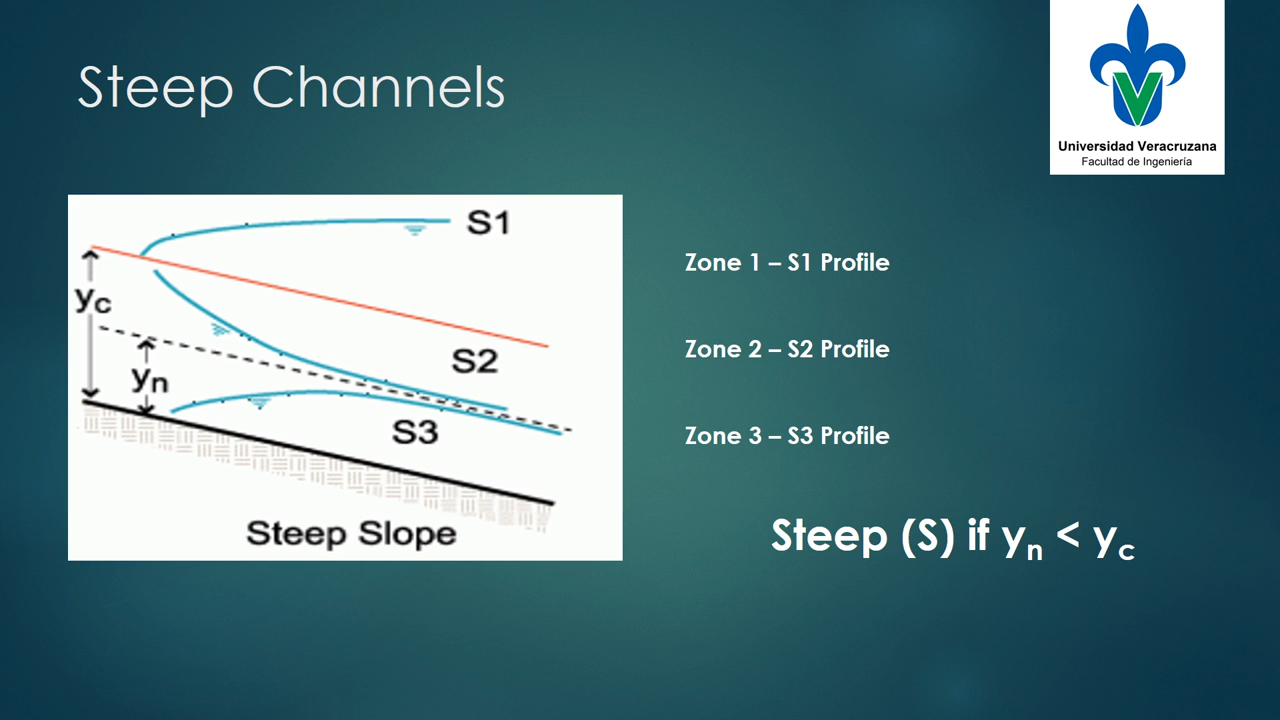 Steep Channels
Universidad Veracruzana
Facultad de Ingeniería
S1
yc
S2
yn
S3
Steep Slope
Zone 1 – S1 Profile
Zone 2 – S2 Profile
Zone 3 – S3 Profile
Steep (S) if yn < yc